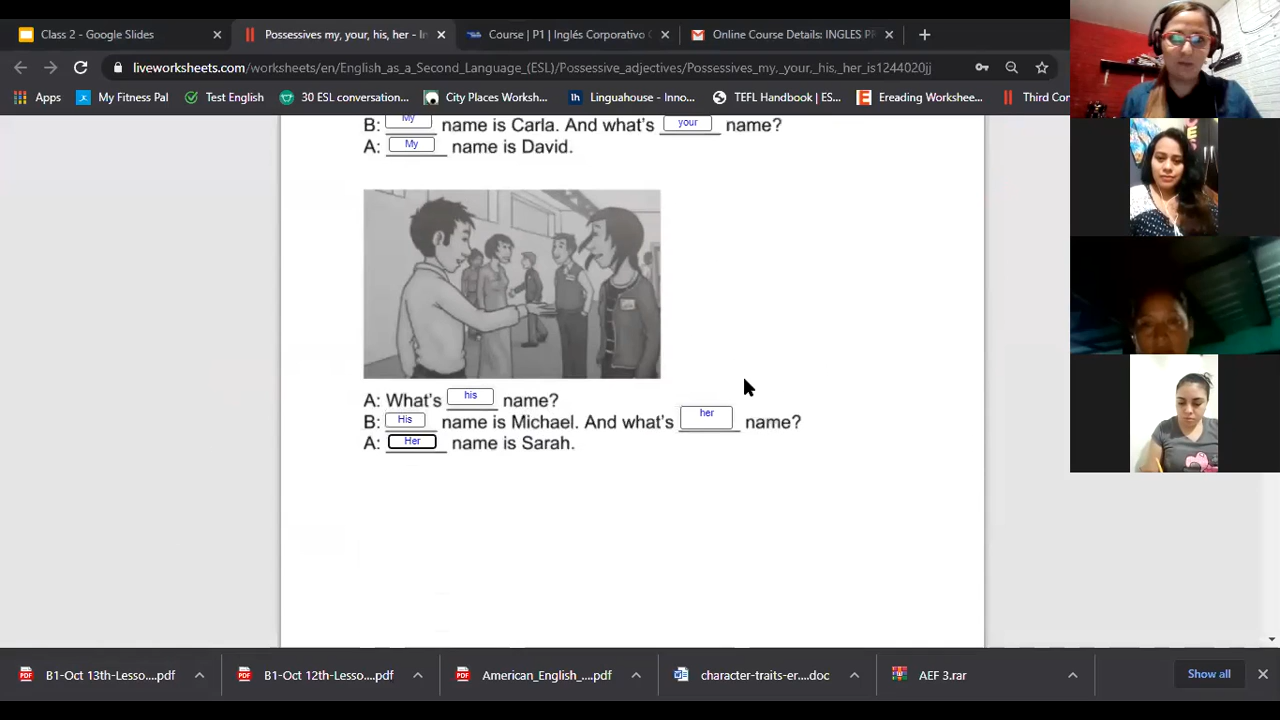 Class 2 - Google Slides
Possessives my, your, his, her - In
Course | P1 | Inglés Corporativo C
Online Course Details: INGLES PR
liveworksheets.com/worksheets/en/English_as_a_Second_Language_(ESL)/Possessive_adjectives/Possessives_my,_your,_his,_her_is1244020jj
Apps
My Fitness Pal
Test English
30 ESL conversation...
City Places Worksh...
Linguahouse - Inno...
TEFL Handbook | ES...
Ereading Workshee...
Third Co
B: My name is Carla. And what's your name?
A: My name is David.
A: What's his name?
B: His name is Michael. And what's her name?
A: Her name is Sarah.
B1-Oct 13th-Lesso....pdf
B1-Oct 12th-Lesso....pdf
American_English_....pdf
character-traits-er....doc
AEF 3.rar
Show all